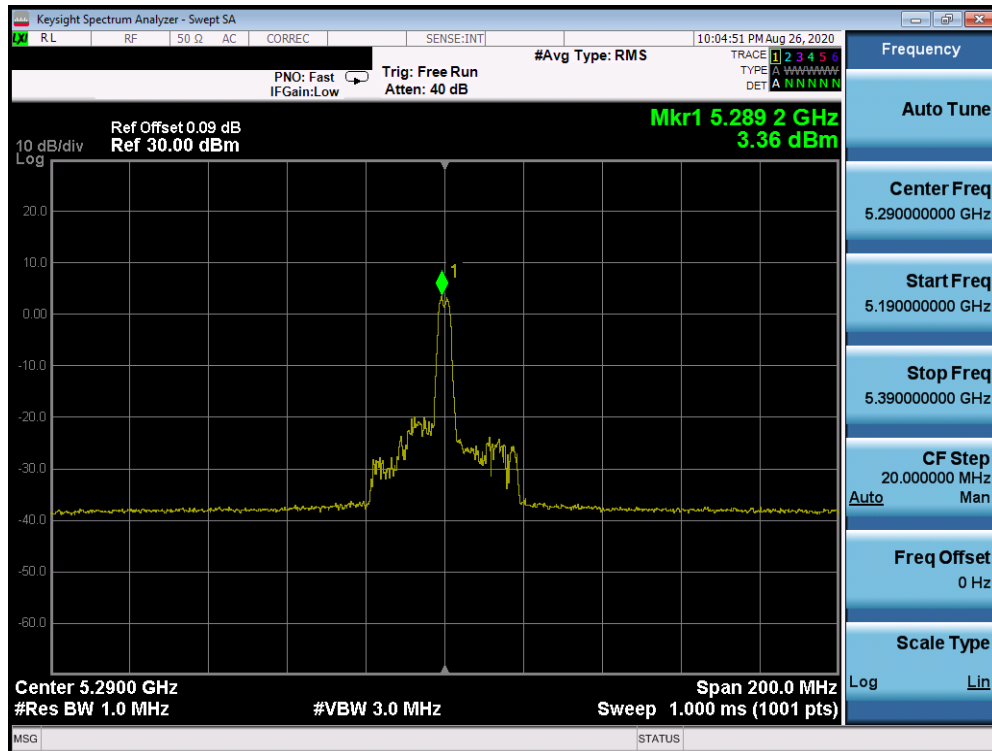 Keysight Spectrum Analyzer - Swept SA
LXI RL RF 50 Ω AC CORREC SENSE:INT 10:04:51 PM Aug 26, 2020
Frequency
#Avg Type: RMS
TRACE 1 2 3 4 5 6
PNO: Fast Trig: Free Run
TYPE A WWWWW
IFGain:Low Atten: 40 dB
DET A N N N N N
Auto Tune
Mkr1 5.289 2 GHz
3.36 dBm
Ref Offset 0.09 dB
10 dB/div Ref 30.00 dBm
Log
Center Freq
5.290000000 GHz
20.0
10.0
1
Start Freq
5.190000000 GHz
0.00
-10.0
Stop Freq
5.390000000 GHz
-20.0
-30.0
CF Step
20.000000 MHz
Auto Man
-40.0
-50.0
Freq Offset
0 Hz
-60.0
Scale Type
Log Lin
Center 5.2900 GHz Span 200.0 MHz
#Res BW 1.0 MHz #VBW 3.0 MHz Sweep 1.000 ms (1001 pts)
MSG STATUS